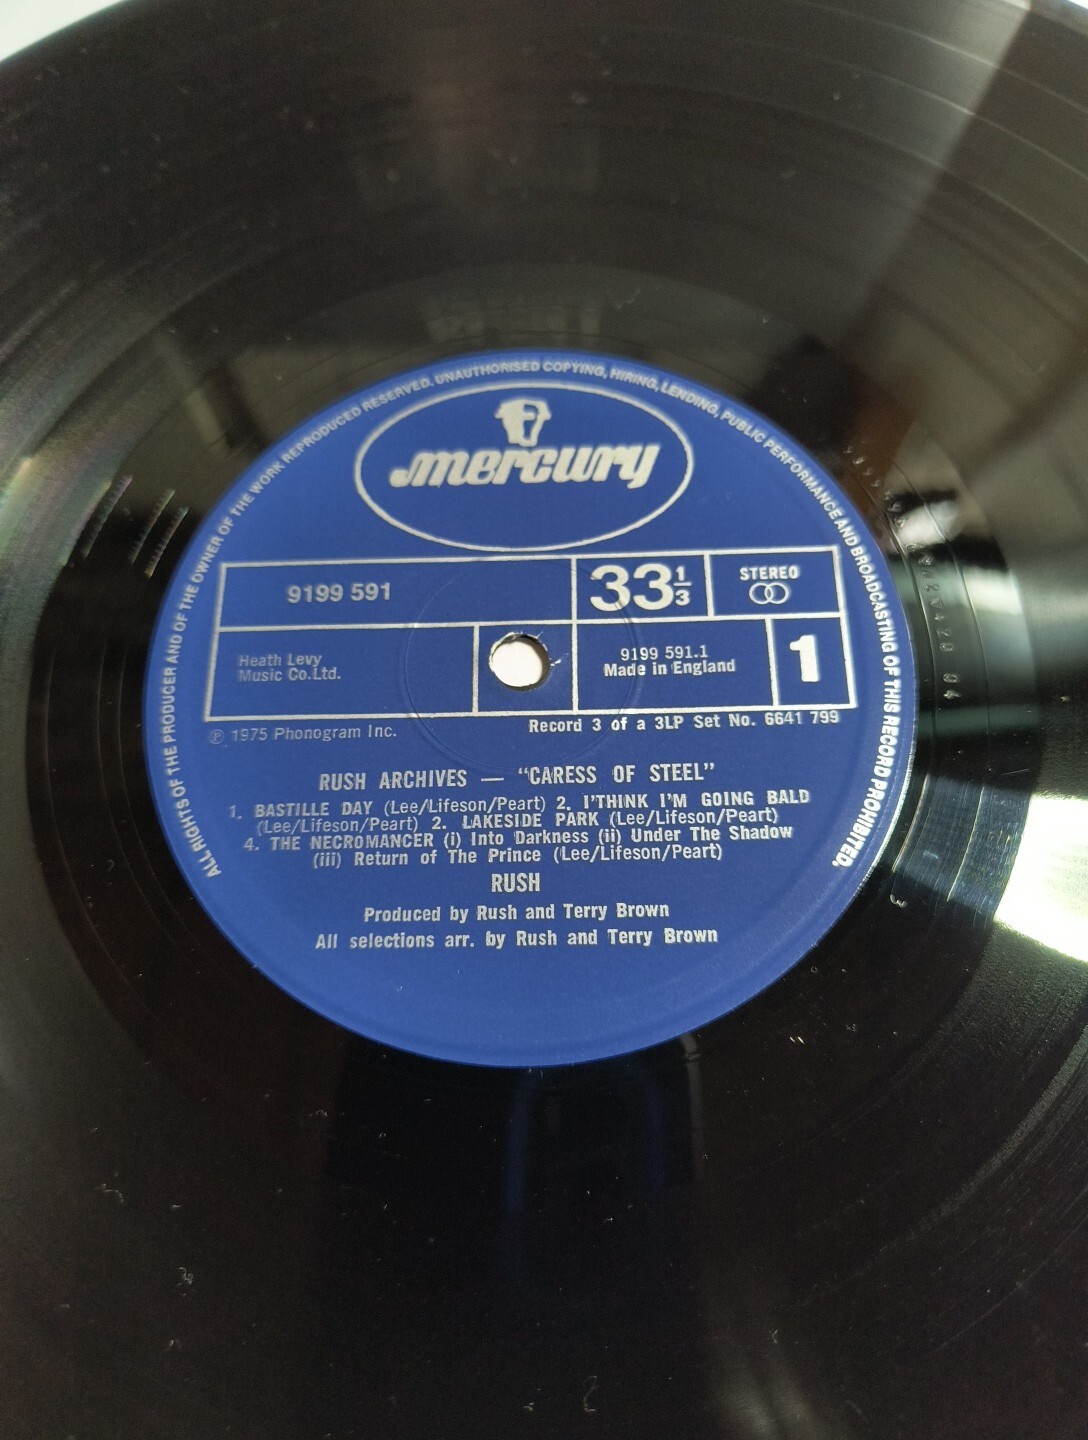 ALL RIGHTS OF THE PRODUCER AND OF THE OWNER OF THE WORK REPRODUCED RESERVED. UNAUTHORISED COPYING, HIRING, LENDING, PUBLIC PERFORMANCE AND BROADCASTING OF THIS RECORD PROHIBITED.
mercury
9199 591
33 1/3
STEREO
Heath Levy
Music Co.Ltd.
9199 591.1
Made in England
1
℗ 1975 Phonogram Inc.
Record 3 of a 3LP Set No. 6641 799
RUSH ARCHIVES — "CARESS OF STEEL"
1. BASTILLE DAY (Lee/Lifeson/Peart) 2. I'THINK I'M GOING BALD
(Lee/Lifeson/Peart) 2. LAKESIDE PARK (Lee/Lifeson/Peart)
4. THE NECROMANCER (i) Into Darkness (ii) Under The Shadow
(iii) Return of The Prince (Lee/Lifeson/Peart)
RUSH
Produced by Rush and Terry Brown
All selections arr. by Rush and Terry Brown